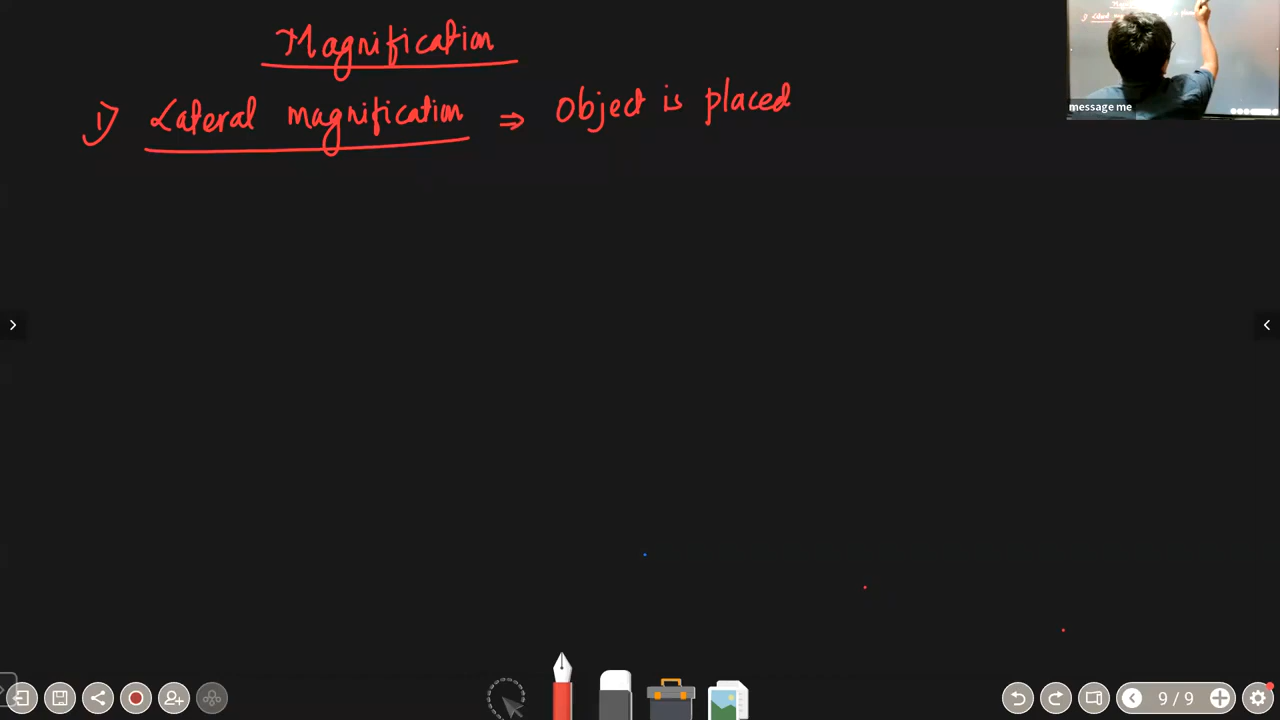 Magnification
1) Lateral magnification ⇒ Object is placed
message me
9/9